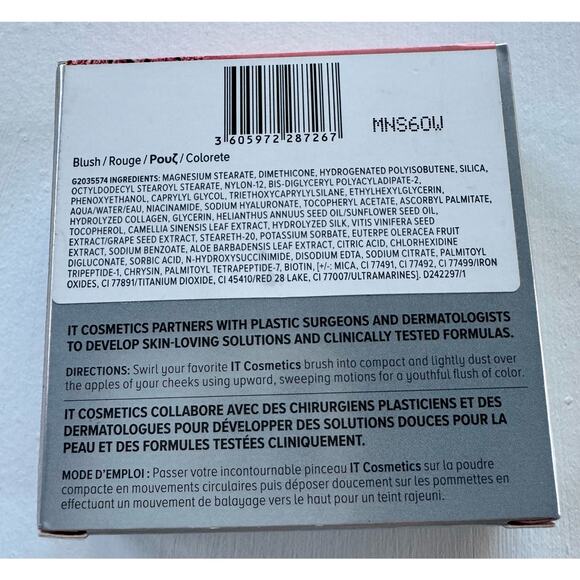 3 605972 287267
MNS60W
Blush / Rouge / Ρουζ / Colorete
G2035574 INGREDIENTS: MAGNESIUM STEARATE, DIMETHICONE, HYDROGENATED POLYISOBUTENE, SILICA,
OCTYLDODECYL STEAROYL STEARATE, NYLON-12, BIS-DIGLYCERYL POLYACYLADIPATE-2,
PHENOXYETHANOL, CAPRYLYL GLYCOL, TRIETHOXYCAPRYLYLSILANE, ETHYLHEXYLGLYCERIN,
AQUA/WATER/EAU, NIACINAMIDE, SODIUM HYALURONATE, TOCOPHERYL ACETATE, ASCORBYL PALMITATE,
HYDROLYZED COLLAGEN, GLYCERIN, HELIANTHUS ANNUUS SEED OIL/SUNFLOWER SEED OIL,
TOCOPHEROL, CAMELLIA SINENSIS LEAF EXTRACT, HYDROLYZED SILK, VITIS VINIFERA SEED
EXTRACT/GRAPE SEED EXTRACT, STEARETH-20, POTASSIUM SORBATE, EUTERPE OLERACEA FRUIT
EXTRACT, SODIUM BENZOATE, ALOE BARBADENSIS LEAF EXTRACT, CITRIC ACID, CHLORHEXIDINE
DIGLUCONATE, SORBIC ACID, N-HYDROXYSUCCINIMIDE, DISODIUM EDTA, SODIUM CITRATE, PALMITOYL
TRIPEPTIDE-1, CHRYSIN, PALMITOYL TETRAPEPTIDE-7, BIOTIN, [+/-: MICA, CI 77491, CI 77492, CI 77499/IRON
OXIDES, CI 77891/TITANIUM DIOXIDE, CI 45410/RED 28 LAKE, CI 77007/ULTRAMARINES]. D242297/1
IT COSMETICS PARTNERS WITH PLASTIC SURGEONS AND DERMATOLOGISTS
TO DEVELOP SKIN-LOVING SOLUTIONS AND CLINICALLY TESTED FORMULAS.
DIRECTIONS: Swirl your favorite IT Cosmetics brush into compact and lightly dust over
the apples of your cheeks using upward, sweeping motions for a youthful flush of color.
IT COSMETICS COLLABORE AVEC DES CHIRURGIENS PLASTICIENS ET DES
DERMATOLOGUES POUR DÉVELOPPER DES SOLUTIONS DOUCES POUR LA
PEAU ET DES FORMULES TESTÉES CLINIQUEMENT.
MODE D'EMPLOI : Passer votre incontournable pinceau IT Cosmetics sur la poudre
compacte en mouvements circulaires puis déposer doucement sur les pommettes en
effectuant un mouvement de balayage vers le haut pour un teint rajeuni.